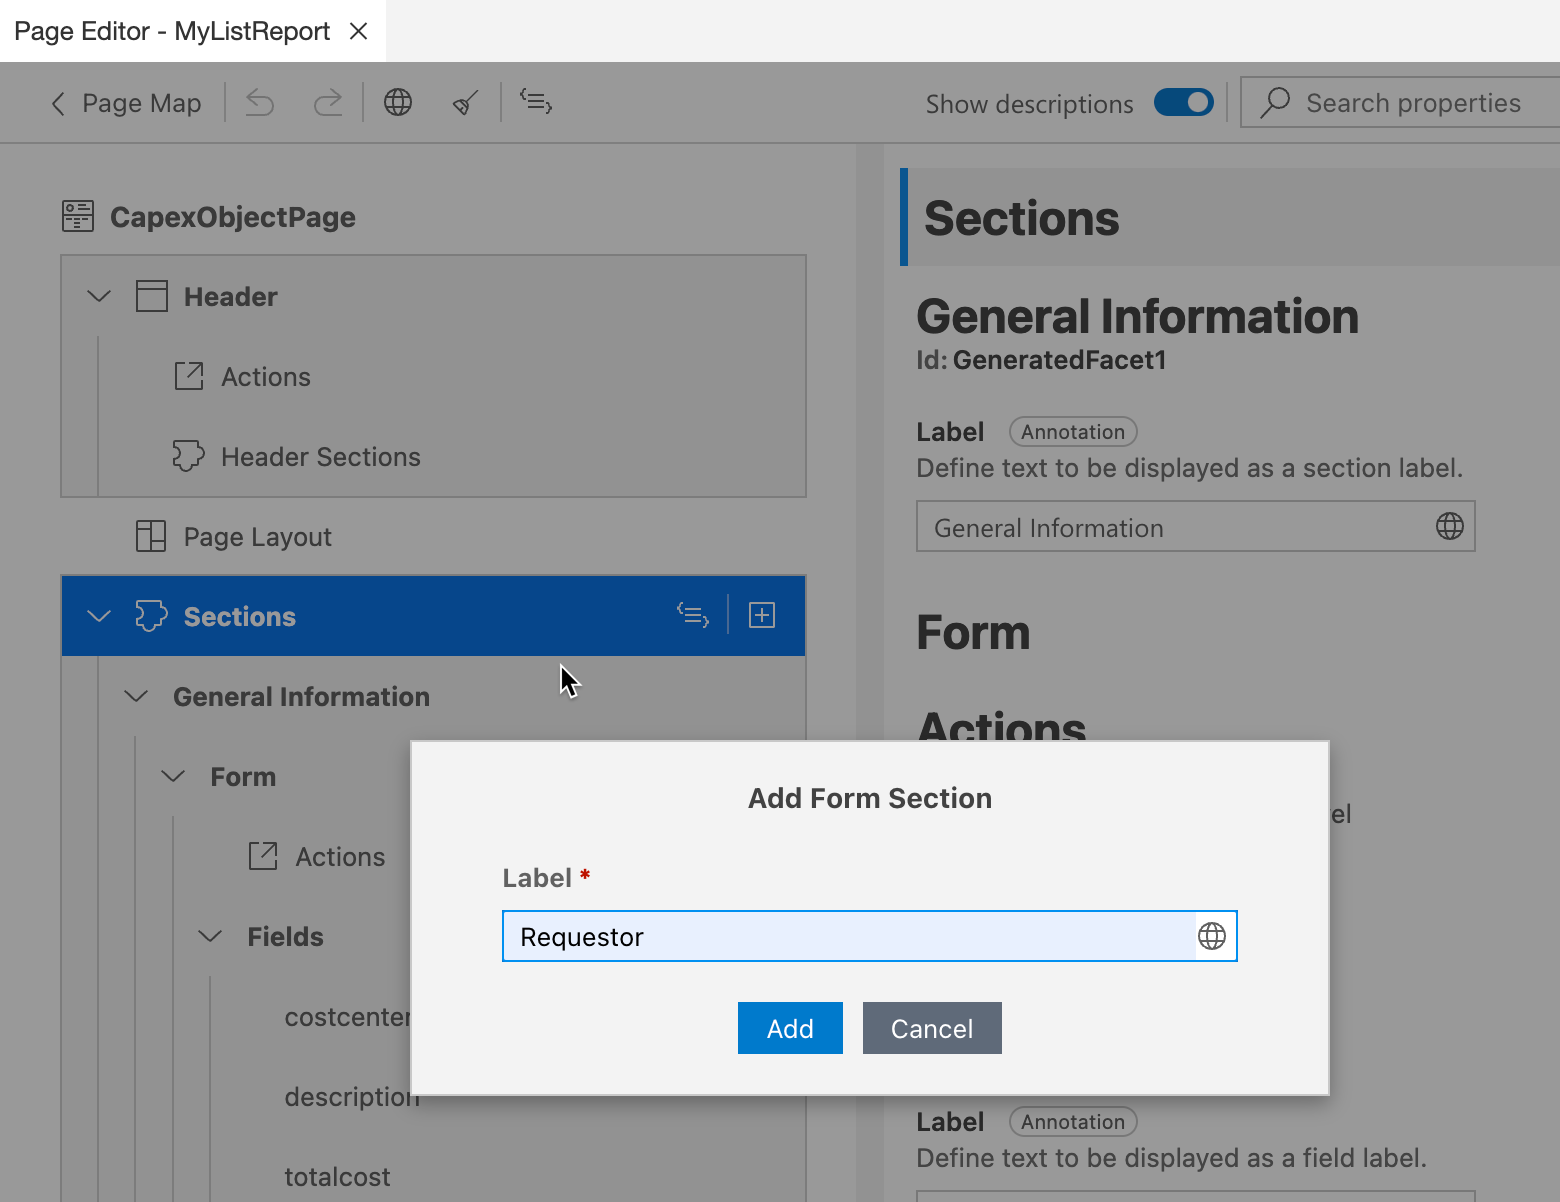 Page Editor - MyListReport
Page Map
Show descriptions
Search properties
CapexObjectPage
Header
Actions
Header Sections
Page Layout
Sections
General Information
Form
Actions
Fields
costcenter
description
totalcost
Sections
General Information
Id: GeneratedFacet1
Label Annotation
Define text to be displayed as a section label.
General Information
Form
Actions
Label Annotation
Define text to be displayed as a field label.
Add Form Section
Label *
Requestor
Add
Cancel